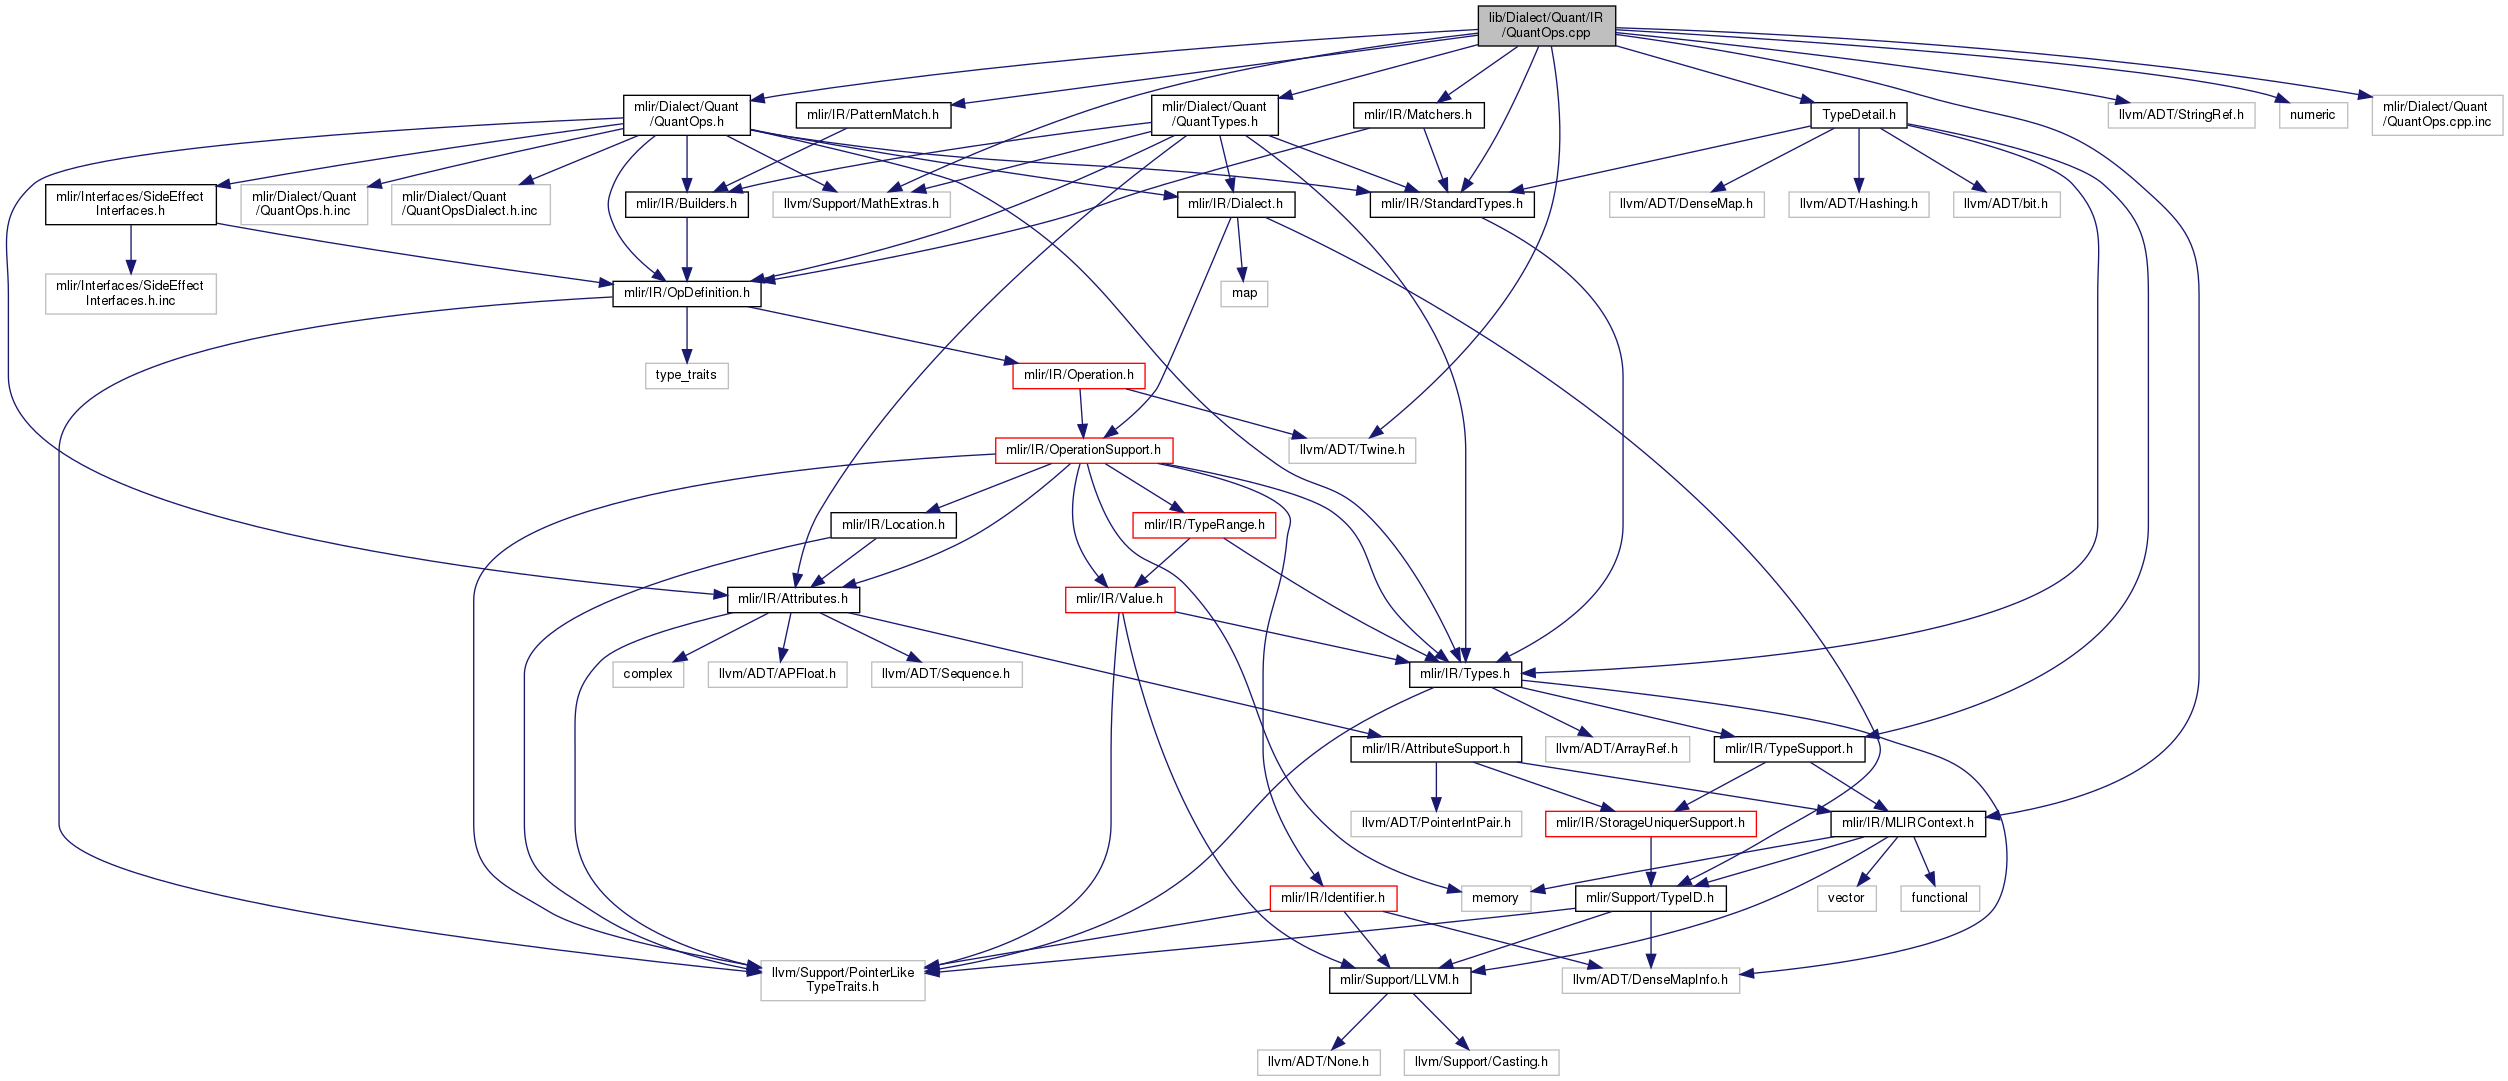 lib/Dialect/Quant/IR
/QuantOps.cpp
mlir/Dialect/Quant
/QuantOps.h
mlir/IR/PatternMatch.h
mlir/Dialect/Quant
/QuantTypes.h
mlir/IR/Matchers.h
TypeDetail.h
llvm/ADT/StringRef.h
numeric
mlir/Dialect/Quant
/QuantOps.cpp.inc
mlir/Interfaces/SideEffect
Interfaces.h
mlir/Dialect/Quant
/QuantOps.h.inc
mlir/Dialect/Quant
/QuantOpsDialect.h.inc
mlir/IR/Builders.h
llvm/Support/MathExtras.h
mlir/IR/Dialect.h
mlir/IR/StandardTypes.h
llvm/ADT/DenseMap.h
llvm/ADT/Hashing.h
llvm/ADT/bit.h
mlir/Interfaces/SideEffect
Interfaces.h.inc
mlir/IR/OpDefinition.h
map
type_traits
mlir/IR/Operation.h
mlir/IR/OperationSupport.h
llvm/ADT/Twine.h
mlir/IR/Location.h
mlir/IR/TypeRange.h
mlir/IR/Attributes.h
mlir/IR/Value.h
complex
llvm/ADT/APFloat.h
llvm/ADT/Sequence.h
mlir/IR/Types.h
mlir/IR/AttributeSupport.h
llvm/ADT/ArrayRef.h
mlir/IR/TypeSupport.h
llvm/ADT/PointerIntPair.h
mlir/IR/StorageUniquerSupport.h
mlir/IR/MLIRContext.h
mlir/IR/Identifier.h
memory
mlir/Support/TypeID.h
vector
functional
llvm/Support/PointerLike
TypeTraits.h
mlir/Support/LLVM.h
llvm/ADT/DenseMapInfo.h
llvm/ADT/None.h
llvm/Support/Casting.h